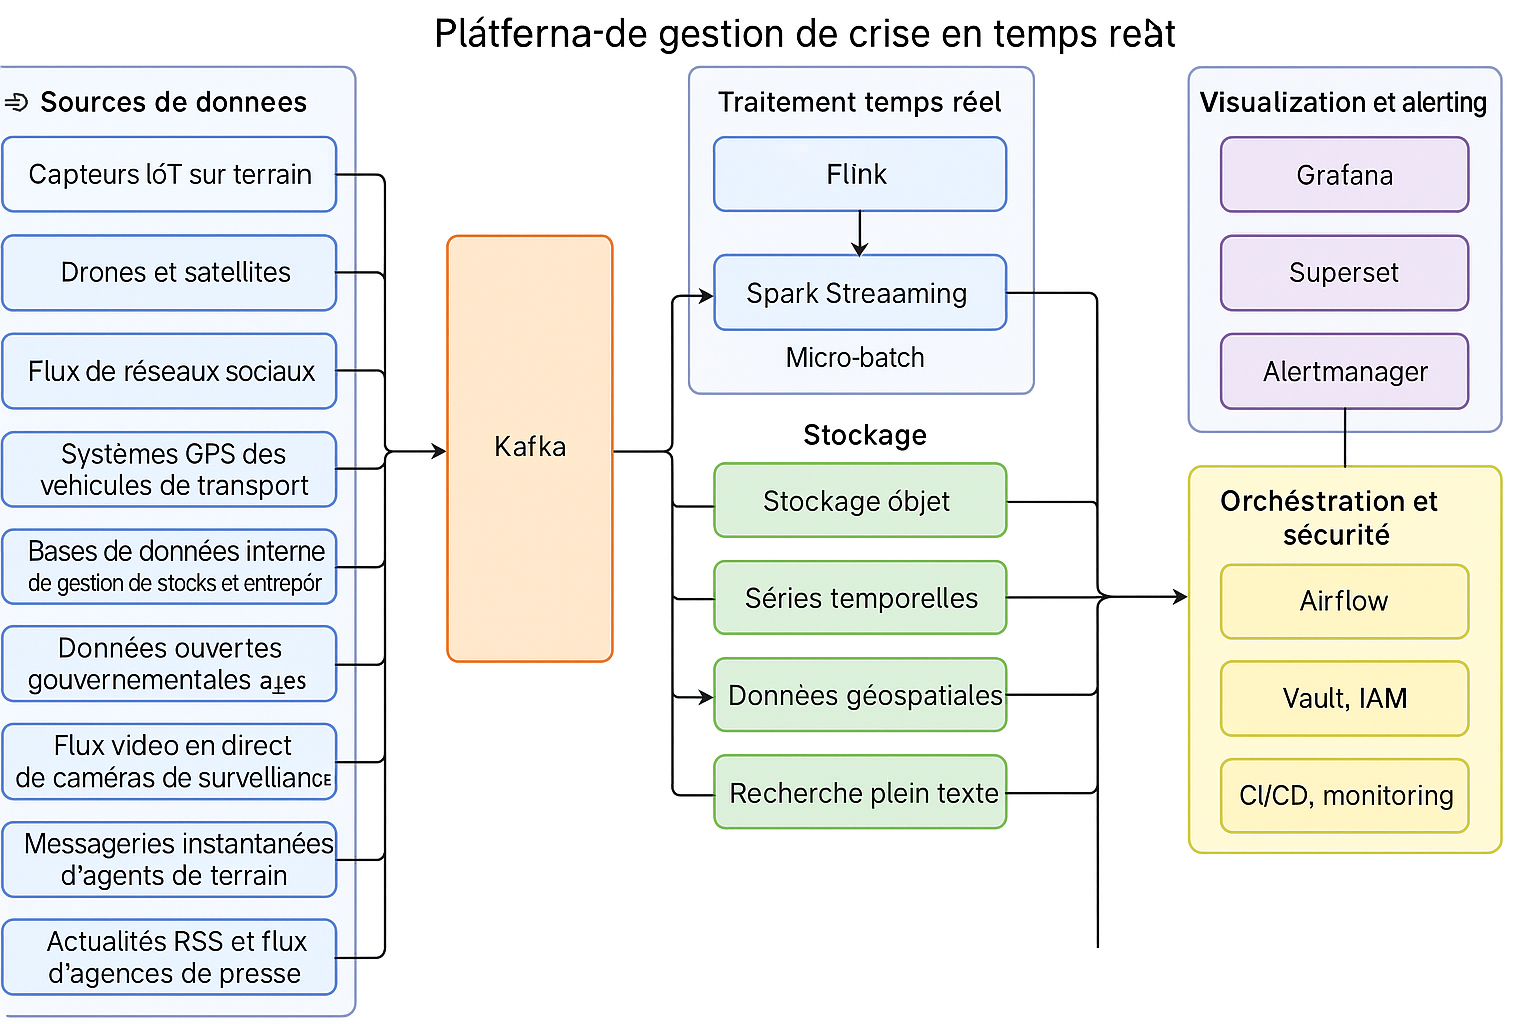 Plátferna-de gestion de crise en temps reàt
Sources de donnees
Capteurs lóT sur terrain
Drones et satellites
Flux de réseaux sociaux
Systèmes GPS des
vehicules de transport
Bases de données interne
de gestion de stocks et entrepór
Données ouvertes
gouvernementales
Flux video en direct
de caméras de survelliance
Messageries instantanées
d'agents de terrain
Actualités RSS et flux
d'agences de presse
Kafka
Traitement temps réel
Flink
Spark Streaaming
Micro-batch
Stockage
Stockage óbjet
Séries temporelles
Donnèes géospatiales
Recherche plein texte
Visualization et alerting
Grafana
Superset
Alertmanager
Orchéstration et
sécurité
Airflow
Vault, IAM
CI/CD, monitoring